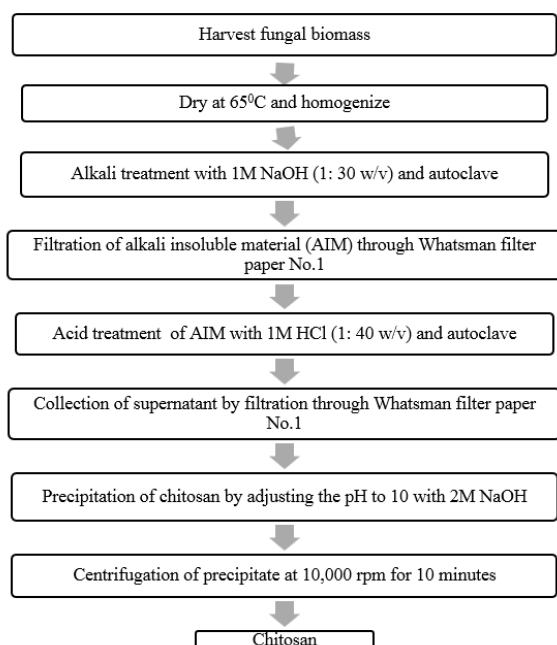 Harvest fungal biomass
Dry at 65⁰C and homogenize
Alkali treatment with 1M NaOH (1: 30 w/v) and autoclave
Filtration of alkali insoluble material (AIM) through Whatsman filter
paper No.1
Acid treatment  of AIM with 1M HCl (1: 40 w/v) and autoclave
Collection of supernatant by filtration through Whatsman filter paper
No.1
Precipitation of chitosan by adjusting the pH to 10 with 2M NaOH
Centrifugation of precipitate at 10,000 rpm for 10 minutes
Chitosan